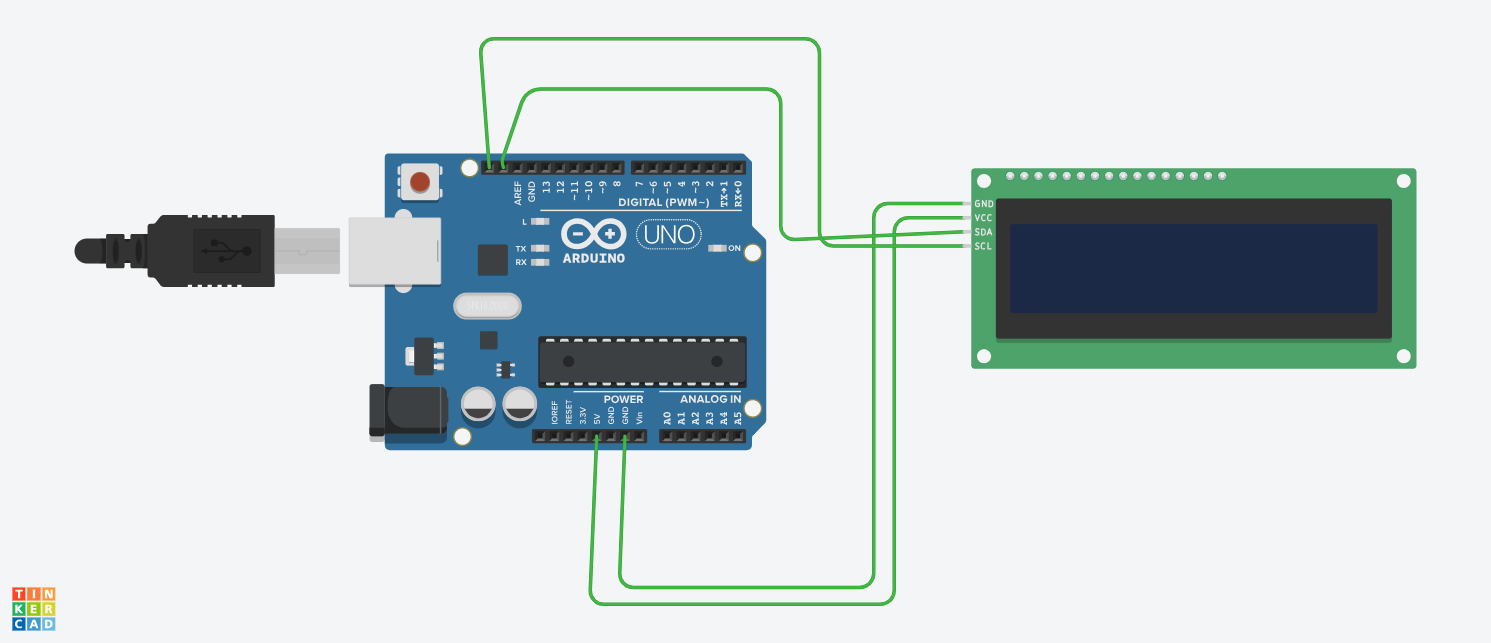 AREF
GND
13
12
~11
~10
~9
8
7
~6
~5
4
~3
2
TX→1
RX←0
DIGITAL (PWM~)
L
TX
RX
UNO
ON
ARDUINO
GND
VCC
SDA
SCL
POWER
ANALOG IN
IOREF
RESET
3.3V
5V
GND
GND
Vin
A0
A1
A2
A3
A4
A5
TIN
KER
CAD